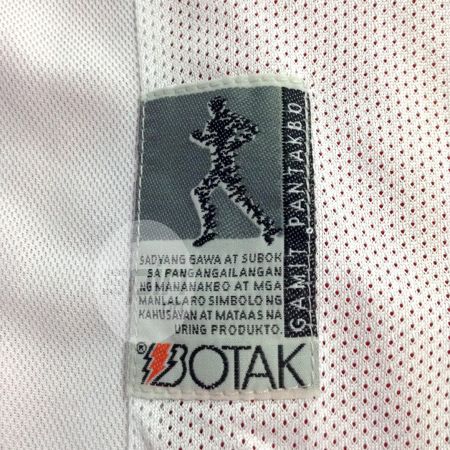 SADYANG GAWA AT SUBOK
SA PANGANGAILANGAN
NG MANANAKBO AT MGA
MANLALARO SIMBOLO NG
KAHUSAYAN AT MATAAS NA
URING PRODUKTO.
GAMIT PANTAKBO
® BOTAK